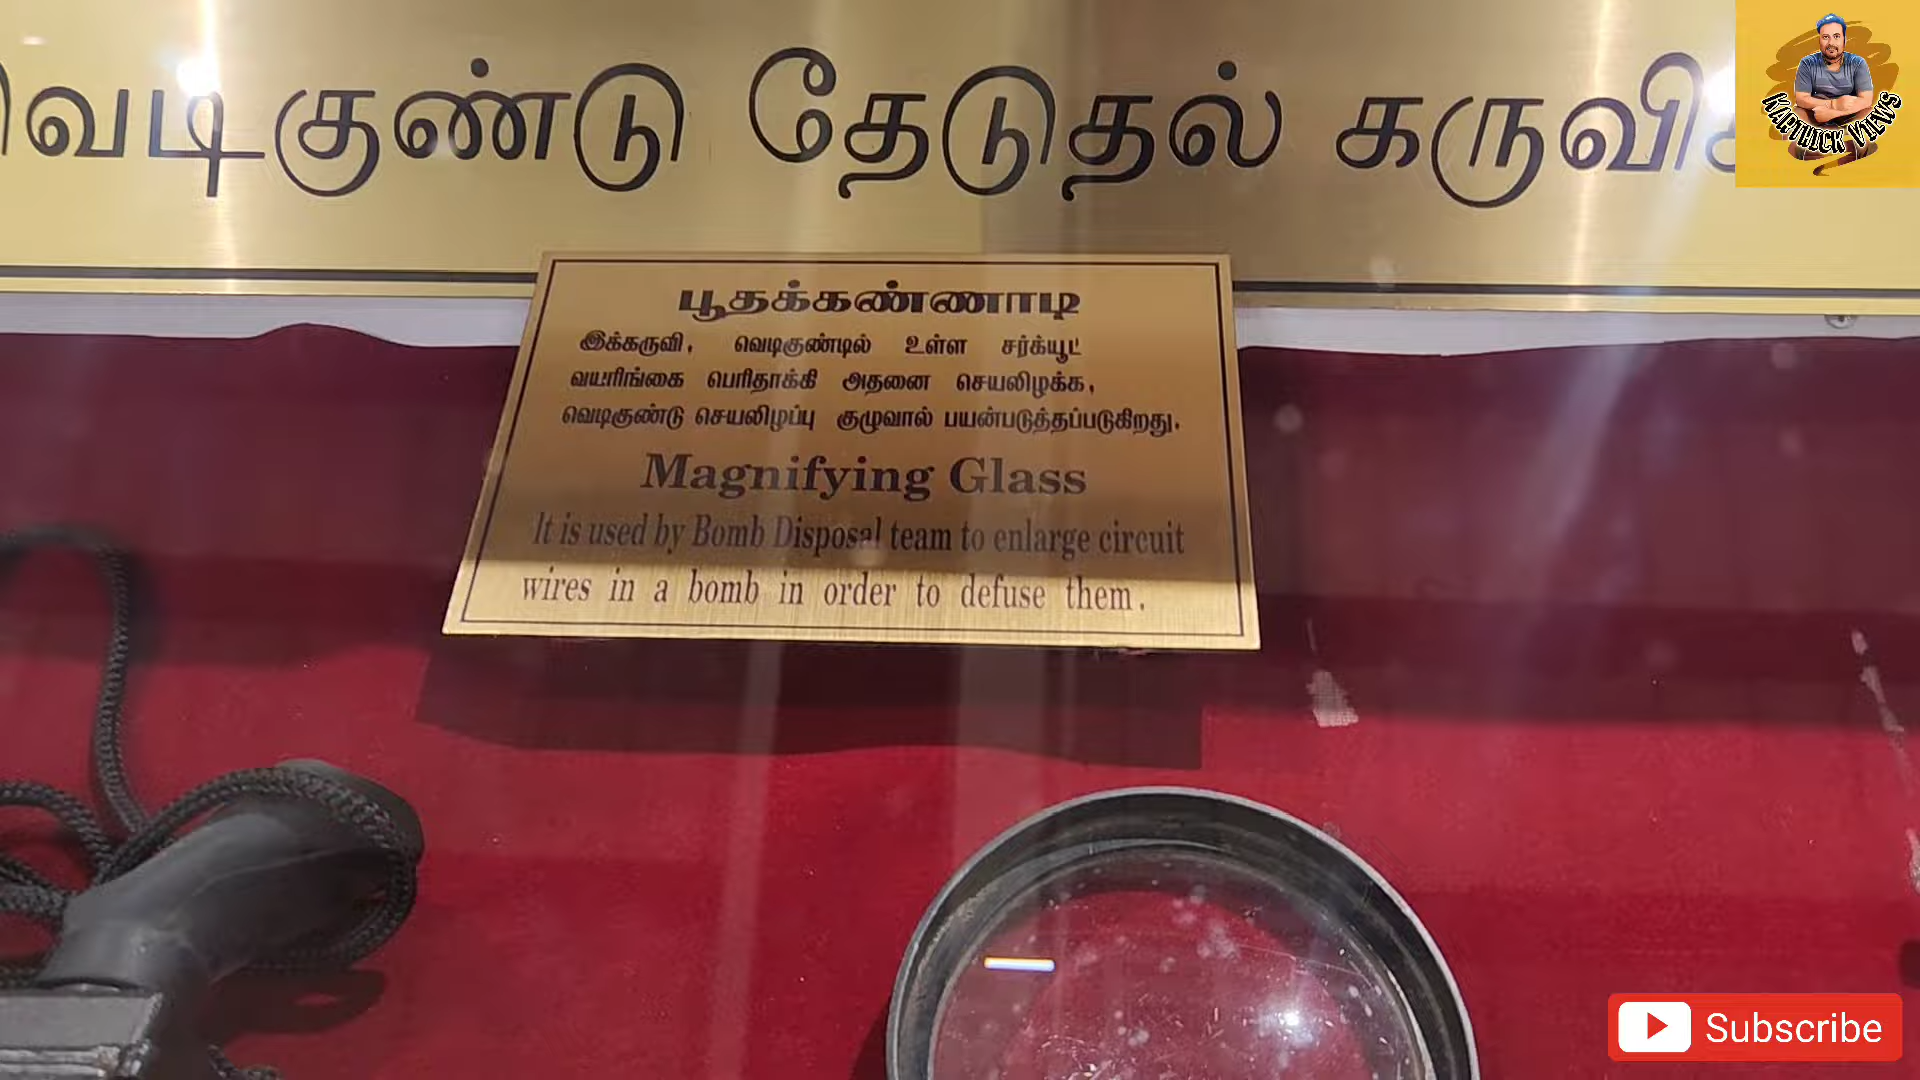 வெடிகுண்டு தேடுதல்
KARTHICK VIEWS
பூதக்கண்ணாடி
இக்கருவி, வெடிகுண்டில் உள்ள சர்க்யூட்
வயரிங்கை பெரிதாக்கி அதனை செயலிழக்க,
வெடிகுண்டு செயலிழப்பு குழுவால் பயன்படுத்தப்படுகிறது.
Magnifying Glass
It is used by Bomb Disposal team to enlarge circuit
wires in a bomb in order to defuse them.
Subscribe